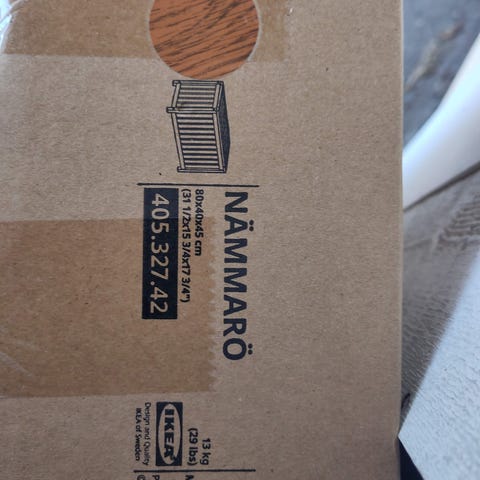 NÄMMARÖ
80x40x45 cm
(31 1/2x15 3/4x17 3/4")
405.327.42
13 kg
(29 lbs)
IKEA
Design and Quality
IKEA of Sweden